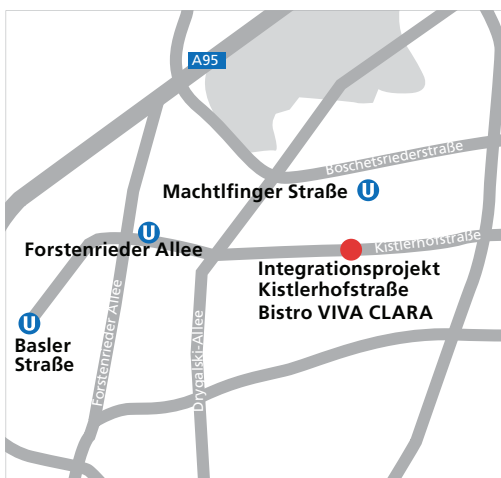 A95
Boschetsriederstraße
Machtlfinger Straße U
U
Forstenrieder Allee
Kistlerhofstraße
Integrationsprojekt
Kistlerhofstraße
Bistro VIVA CLARA
U
Basler
Straße
Forstenrieder Allee
Drygalski-Allee